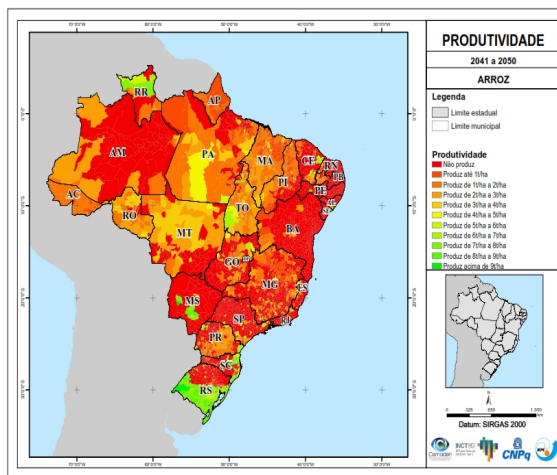 PRODUTIVIDADE
2041 a 2050
ARROZ
Legenda
Limite estadual
Limite municipal
Produtividade
Não produz
Produz até 1t/ha
Produz de 1t/ha a 2t/ha
Produz de 2t/ha a 3t/ha
Produz de 3t/ha a 4t/ha
Produz de 4t/ha a 5t/ha
Produz de 5t/ha a 6t/ha
Produz de 6t/ha a 7t/ha
Produz de 7t/ha a 8t/ha
Produz de 8t/ha a 9t/ha
Produz acima de 9t/ha
RR
AP
AM
PA
MA
CE
RN
PB
PI
PE
AC
RO
TO
BA
MT
GO
MG
ES
MS
SP
RJ
PR
SC
RS
Datum: SIRGAS 2000
Cemaden
INCT
CNPq